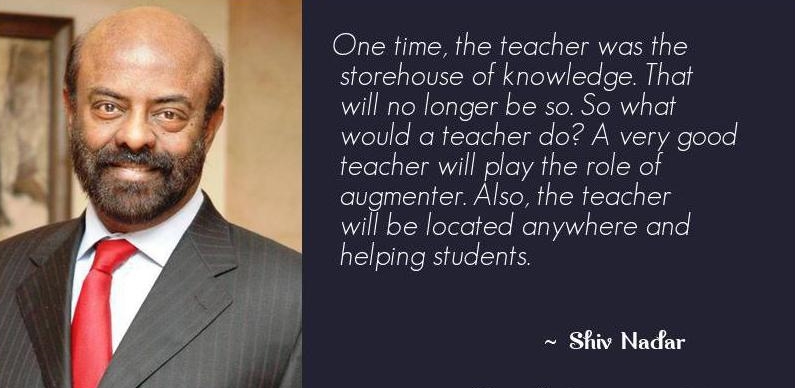 One time, the teacher was the
storehouse of knowledge. That
will no longer be so. So what
would a teacher do? A very good
teacher will play the role of
augmenter. Also, the teacher
will be located anywhere and
helping students.
~ Shiv Nadar